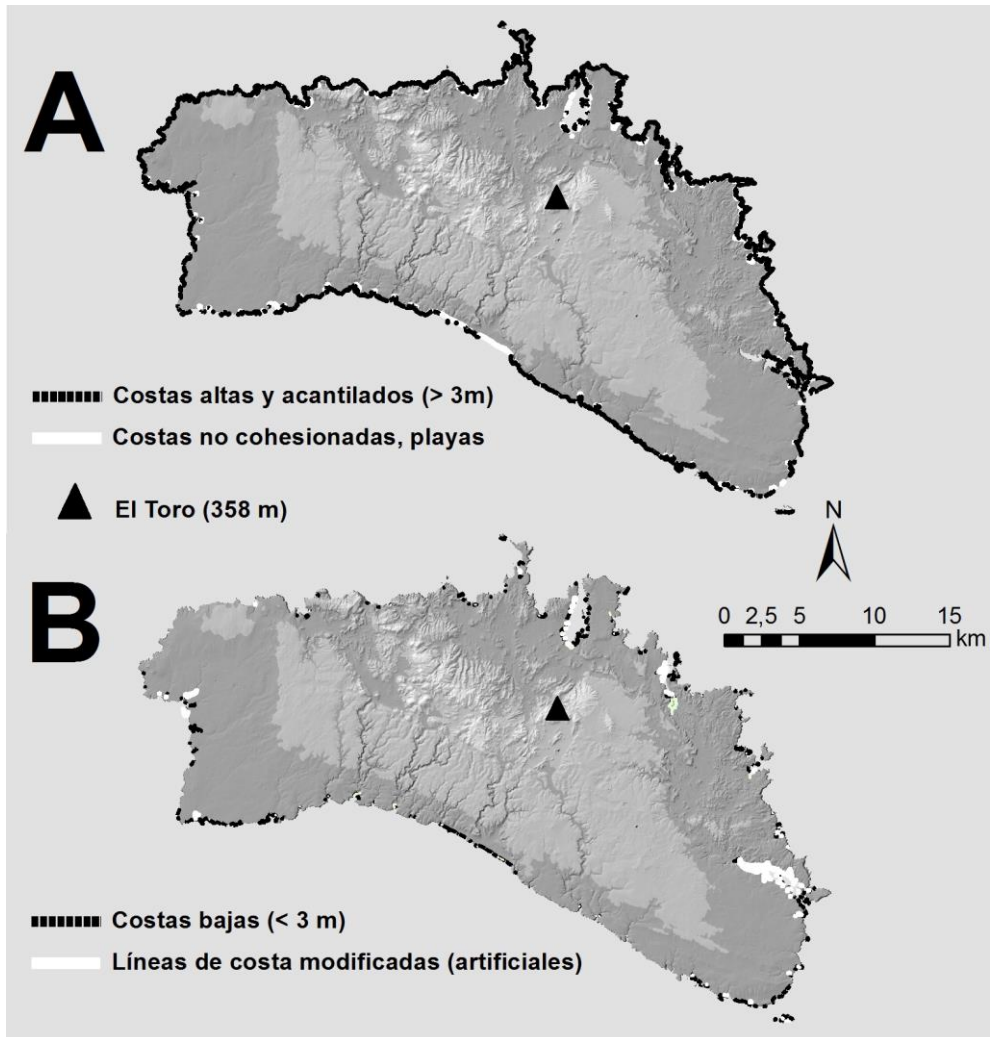 A
Costas altas y acantilados (> 3m)
Costas no cohesionadas, playas
El Toro (358 m)
N
B
0 2,5 5 10 15
km
Costas bajas (< 3 m)
Líneas de costa modificadas (artificiales)